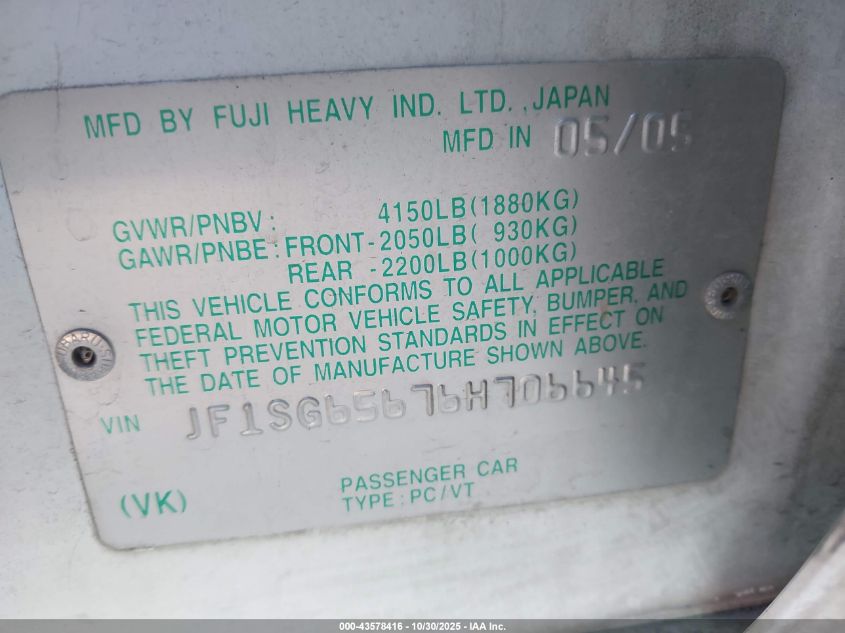 MFD BY FUJI HEAVY IND. LTD., JAPAN
MFD IN 05/05
GVWR/PNBV: 4150LB(1880KG)
GAWR/PNBE: FRONT-2050LB( 930KG)
REAR -2200LB(1000KG)
THIS VEHICLE CONFORMS TO ALL APPLICABLE
FEDERAL MOTOR VEHICLE SAFETY, BUMPER, AND
THEFT PREVENTION STANDARDS IN EFFECT ON
THE DATE OF MANUFACTURE SHOWN ABOVE.
VIN JF1SG65676H706645
PASSENGER CAR
(VK) TYPE: PC/VT
000-43578416 - 10/30/2025 - IAA Inc.